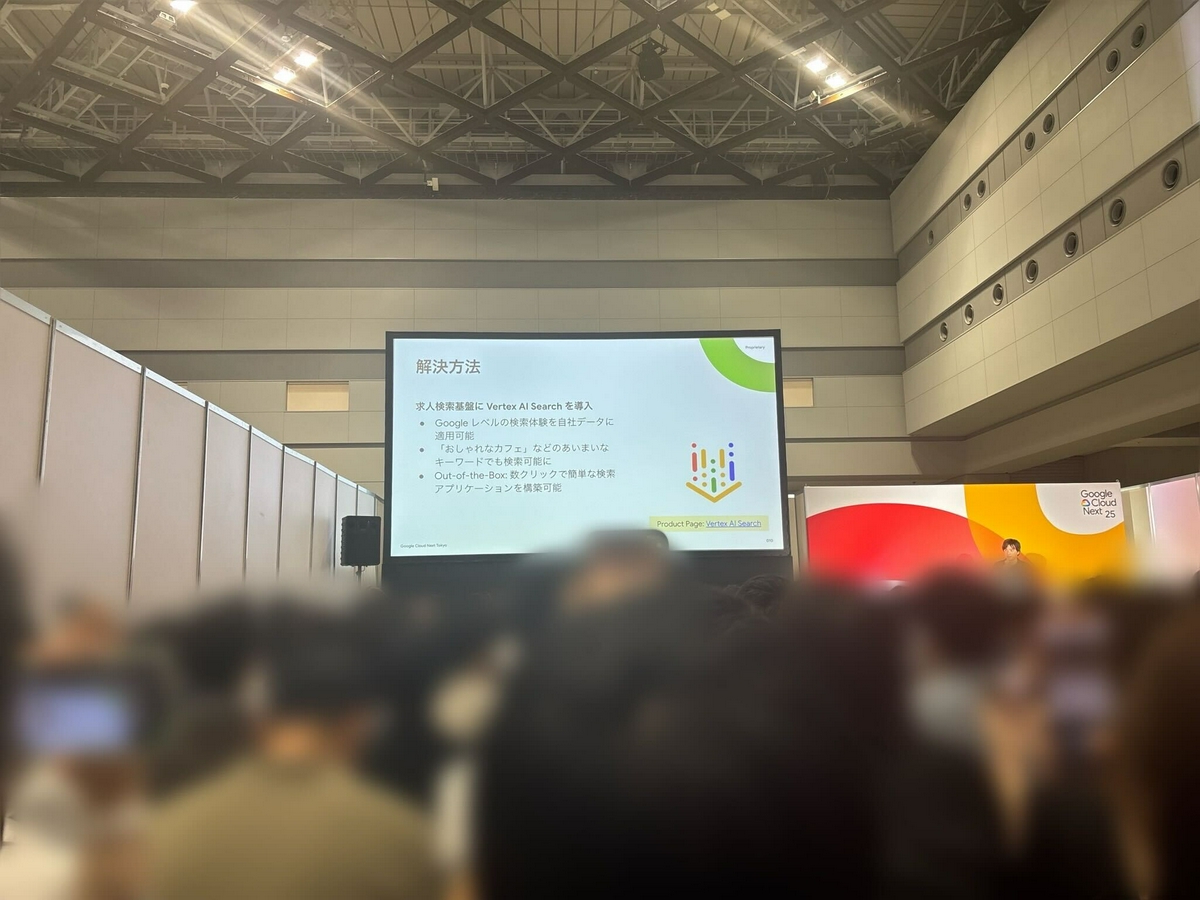 Proprietary
解決方法
求人検索基盤に Vertex AI Search を導入
● Google レベルの検索体験を自社データに
適用可能
● 「おしゃれなカフェ」などのあいまいな
キーワードでも検索可能に
● Out-of-the-Box: 数クリックで簡単な検索
アプリケーションを構築可能
Product Page: Vertex AI Search
Google Cloud Next Tokyo
Google
Cloud
Next 25